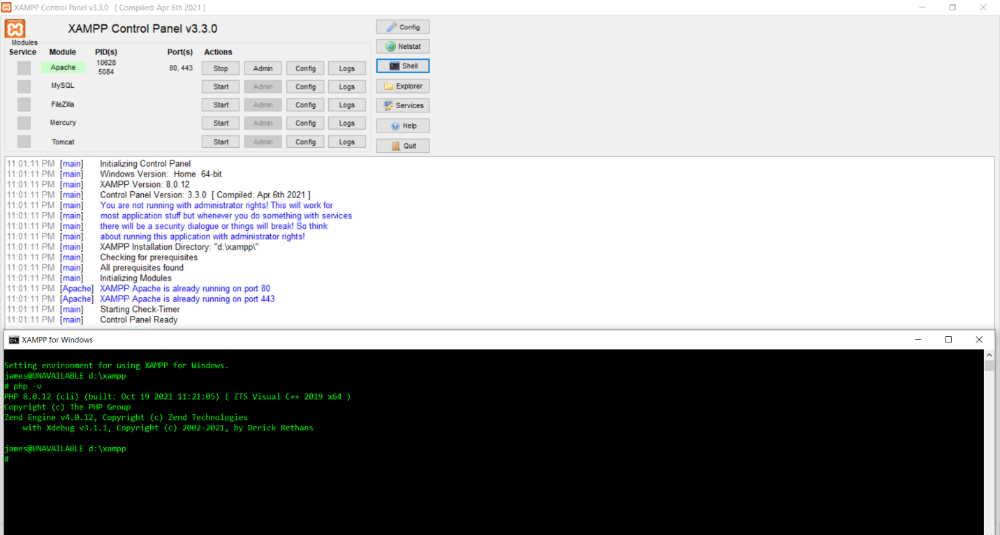 XAMPP Control Panel v3.3.0 [ Compiled: Apr 6th 2021 ]
XAMPP Control Panel v3.3.0
Config
Netstat
Shell
Explorer
Services
Help
Quit
Modules
Service Module PID(s) Port(s) Actions
Apache 10628 5084 80, 443 Stop Admin Config Logs
MySQL Start Admin Config Logs
FileZilla Start Admin Config Logs
Mercury Start Admin Config Logs
Tomcat Start Admin Config Logs
11:01:11 PM [main] Initializing Control Panel
11:01:11 PM [main] Windows Version: Home 64-bit
11:01:11 PM [main] XAMPP Version: 8.0.12
11:01:11 PM [main] Control Panel Version: 3.3.0 [ Compiled: Apr 6th 2021 ]
11:01:11 PM [main] You are not running with administrator rights! This will work for
11:01:11 PM [main] most application stuff but whenever you do something with services
11:01:11 PM [main] there will be a security dialogue or things will break! So think
11:01:11 PM [main] about running this application with administrator rights!
11:01:11 PM [main] XAMPP Installation Directory: "d:\xampp\"
11:01:11 PM [main] Checking for prerequisites
11:01:11 PM [main] All prerequisites found
11:01:11 PM [main] Initializing Modules
11:01:11 PM [Apache] XAMPP Apache is already running on port 80
11:01:11 PM [Apache] XAMPP Apache is already running on port 443
11:01:11 PM [main] Starting Check-Timer
11:01:11 PM [main] Control Panel Ready
XAMPP for Windows
Setting environment for using XAMPP for Windows.
james@UNAVAILABLE d:\xampp
# php -v
PHP 8.0.12 (cli) (built: Oct 19 2021 11:21:05) ( ZTS Visual C++ 2019 x64 )
Copyright (c) The PHP Group
Zend Engine v4.0.12, Copyright (c) Zend Technologies
with Xdebug v3.1.1, Copyright (c) 2002-2021, by Derick Rethans
james@UNAVAILABLE d:\xampp
#